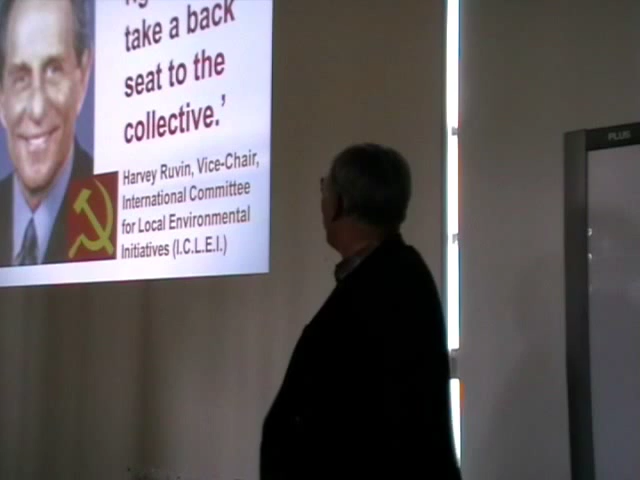 take a back
seat to the
collective.'
Harvey Ruvin, Vice-Chair,
International Committee
for Local Environmental
Initiatives (I.C.L.E.I.)
PLUS